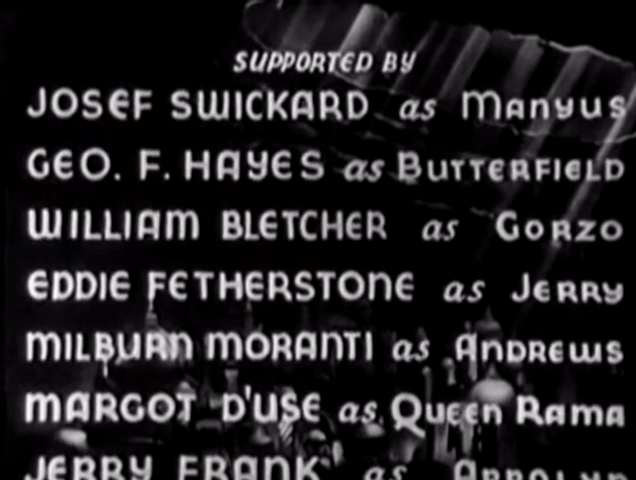 SUPPORTED BY
JOSEF SWICKARD as MANYUS
GEO. F. HAYES as BUTTERFIELD
WILLIAM BLETCHER as GORZO
EDDIE FETHERSTONE as JERRY
MILBURN MORANTI as ANDREWS
MARGOT D'USE as QUEEN RAMA
JERRY FRANK as